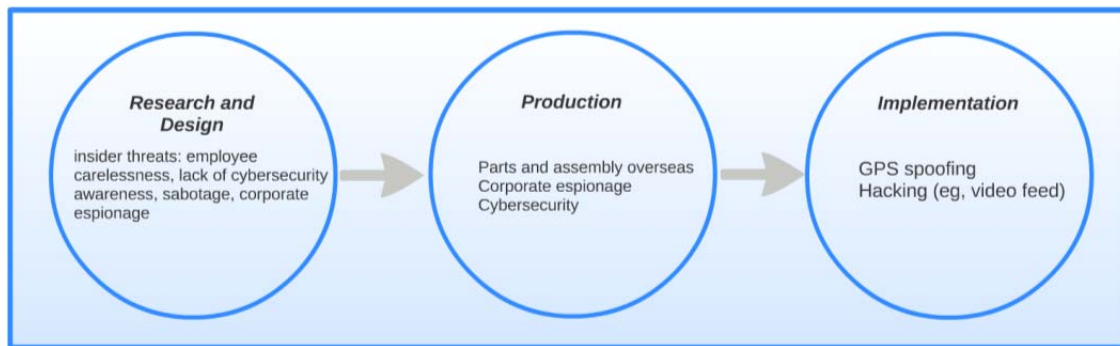 Research and
Design
insider threats: employee
carelessness, lack of cybersecurity
awareness, sabotage, corporate
espionage
Production
Parts and assembly overseas
Corporate espionage
Cybersecurity
Implementation
GPS spoofing
Hacking (eg, video feed)